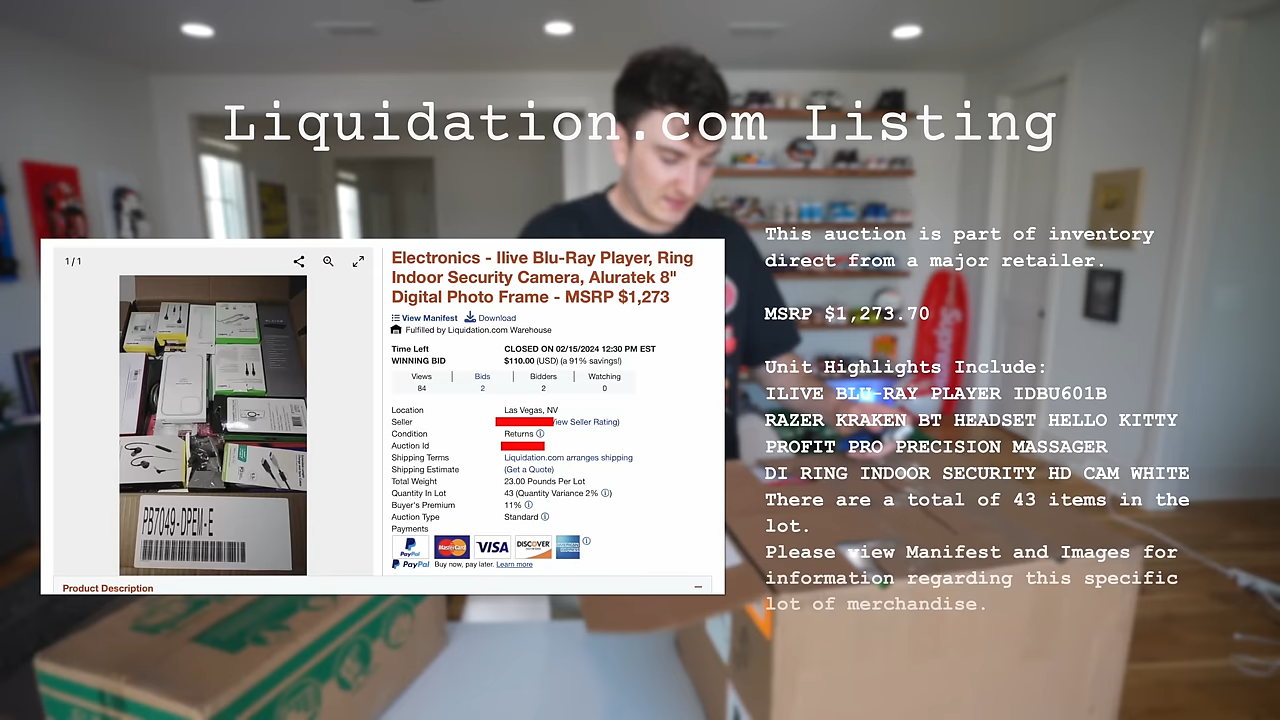 Liquidation.com Listing
1/1
PB7049-DPEM-E
Electronics - Ilive Blu-Ray Player, Ring
Indoor Security Camera, Aluratek 8"
Digital Photo Frame - MSRP $1,273
View Manifest Download
Fulfilled by Liquidation.com Warehouse
Time Left CLOSED ON 02/15/2024 12:30 PM EST
WINNING BID $110.00 (USD) (a 91% savings!)
Views Bids Bidders Watching
84 2 2 0
Location Las Vegas, NV
Seller iew Seller Rating)
Condition Returns
Auction Id
Shipping Terms Liquidation.com arranges shipping
Shipping Estimate (Get a Quote)
Total Weight 23.00 Pounds Per Lot
Quantity In Lot 43 (Quantity Variance 2% )
Buyer's Premium 11%
Auction Type Standard
Payments
PayPal MasterCard VISA DISCOVER
PayPal Buy now, pay later. Learn more
Product Description
This auction is part of inventory
direct from a major retailer.
MSRP $1,273.70
Unit Highlights Include:
ILIVE BLU-RAY PLAYER IDBU601B
RAZER KRAKEN BT HEADSET HELLO KITTY
PROFIT PRO PRECISION MASSAGER
DI RING INDOOR SECURITY HD CAM WHITE
There are a total of 43 items in the
lot.
Please view Manifest and Images for
information regarding this specific
lot of merchandise.